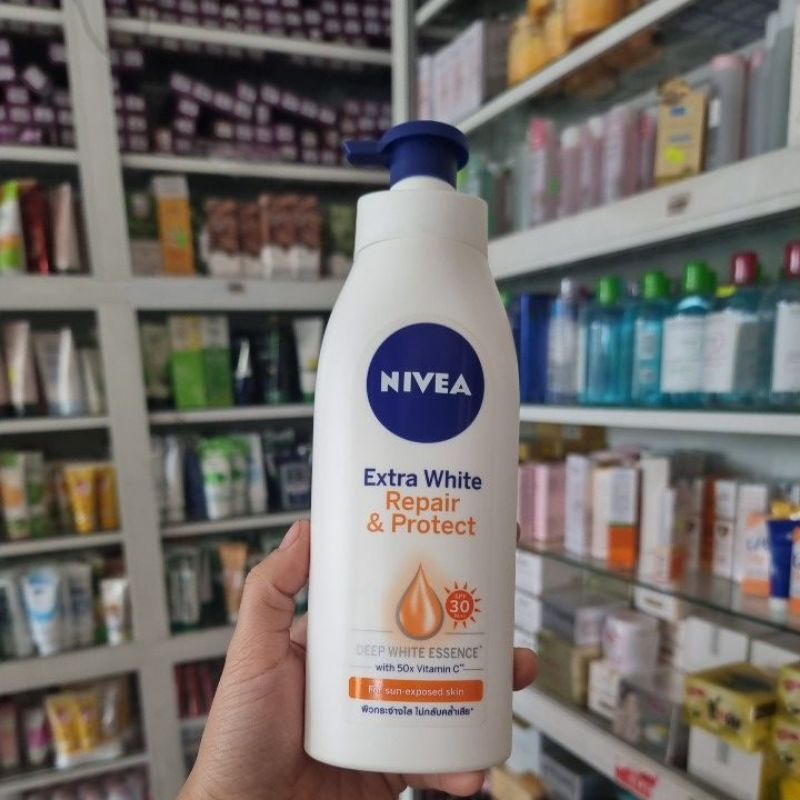 NIVEA
Extra White
Repair
& Protect
SPF
30
DEEP WHITE ESSENCE
with 50x Vitamin C**
For sun-exposed skin
ผิวกระจ่างใส ไม่กลับคล้ำเสีย*